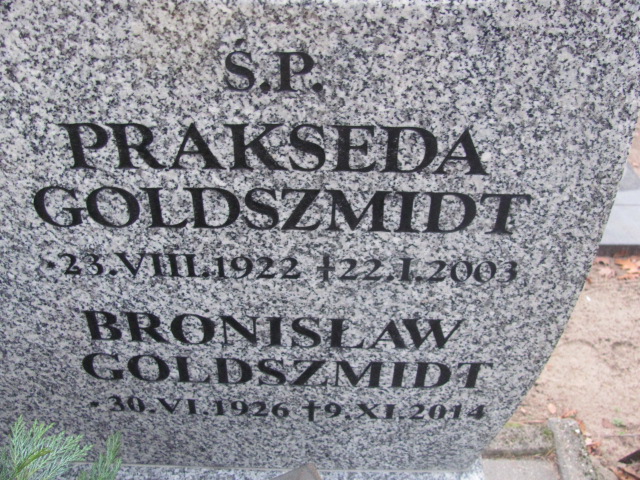 Ś.P.
PRAKSEDA
GOLDSZMIDT
·23.VIII.1922 †22.I.2003
BRONISŁAW
GOLDSZMIDT
·30.VI.1926 †9.XI.2014